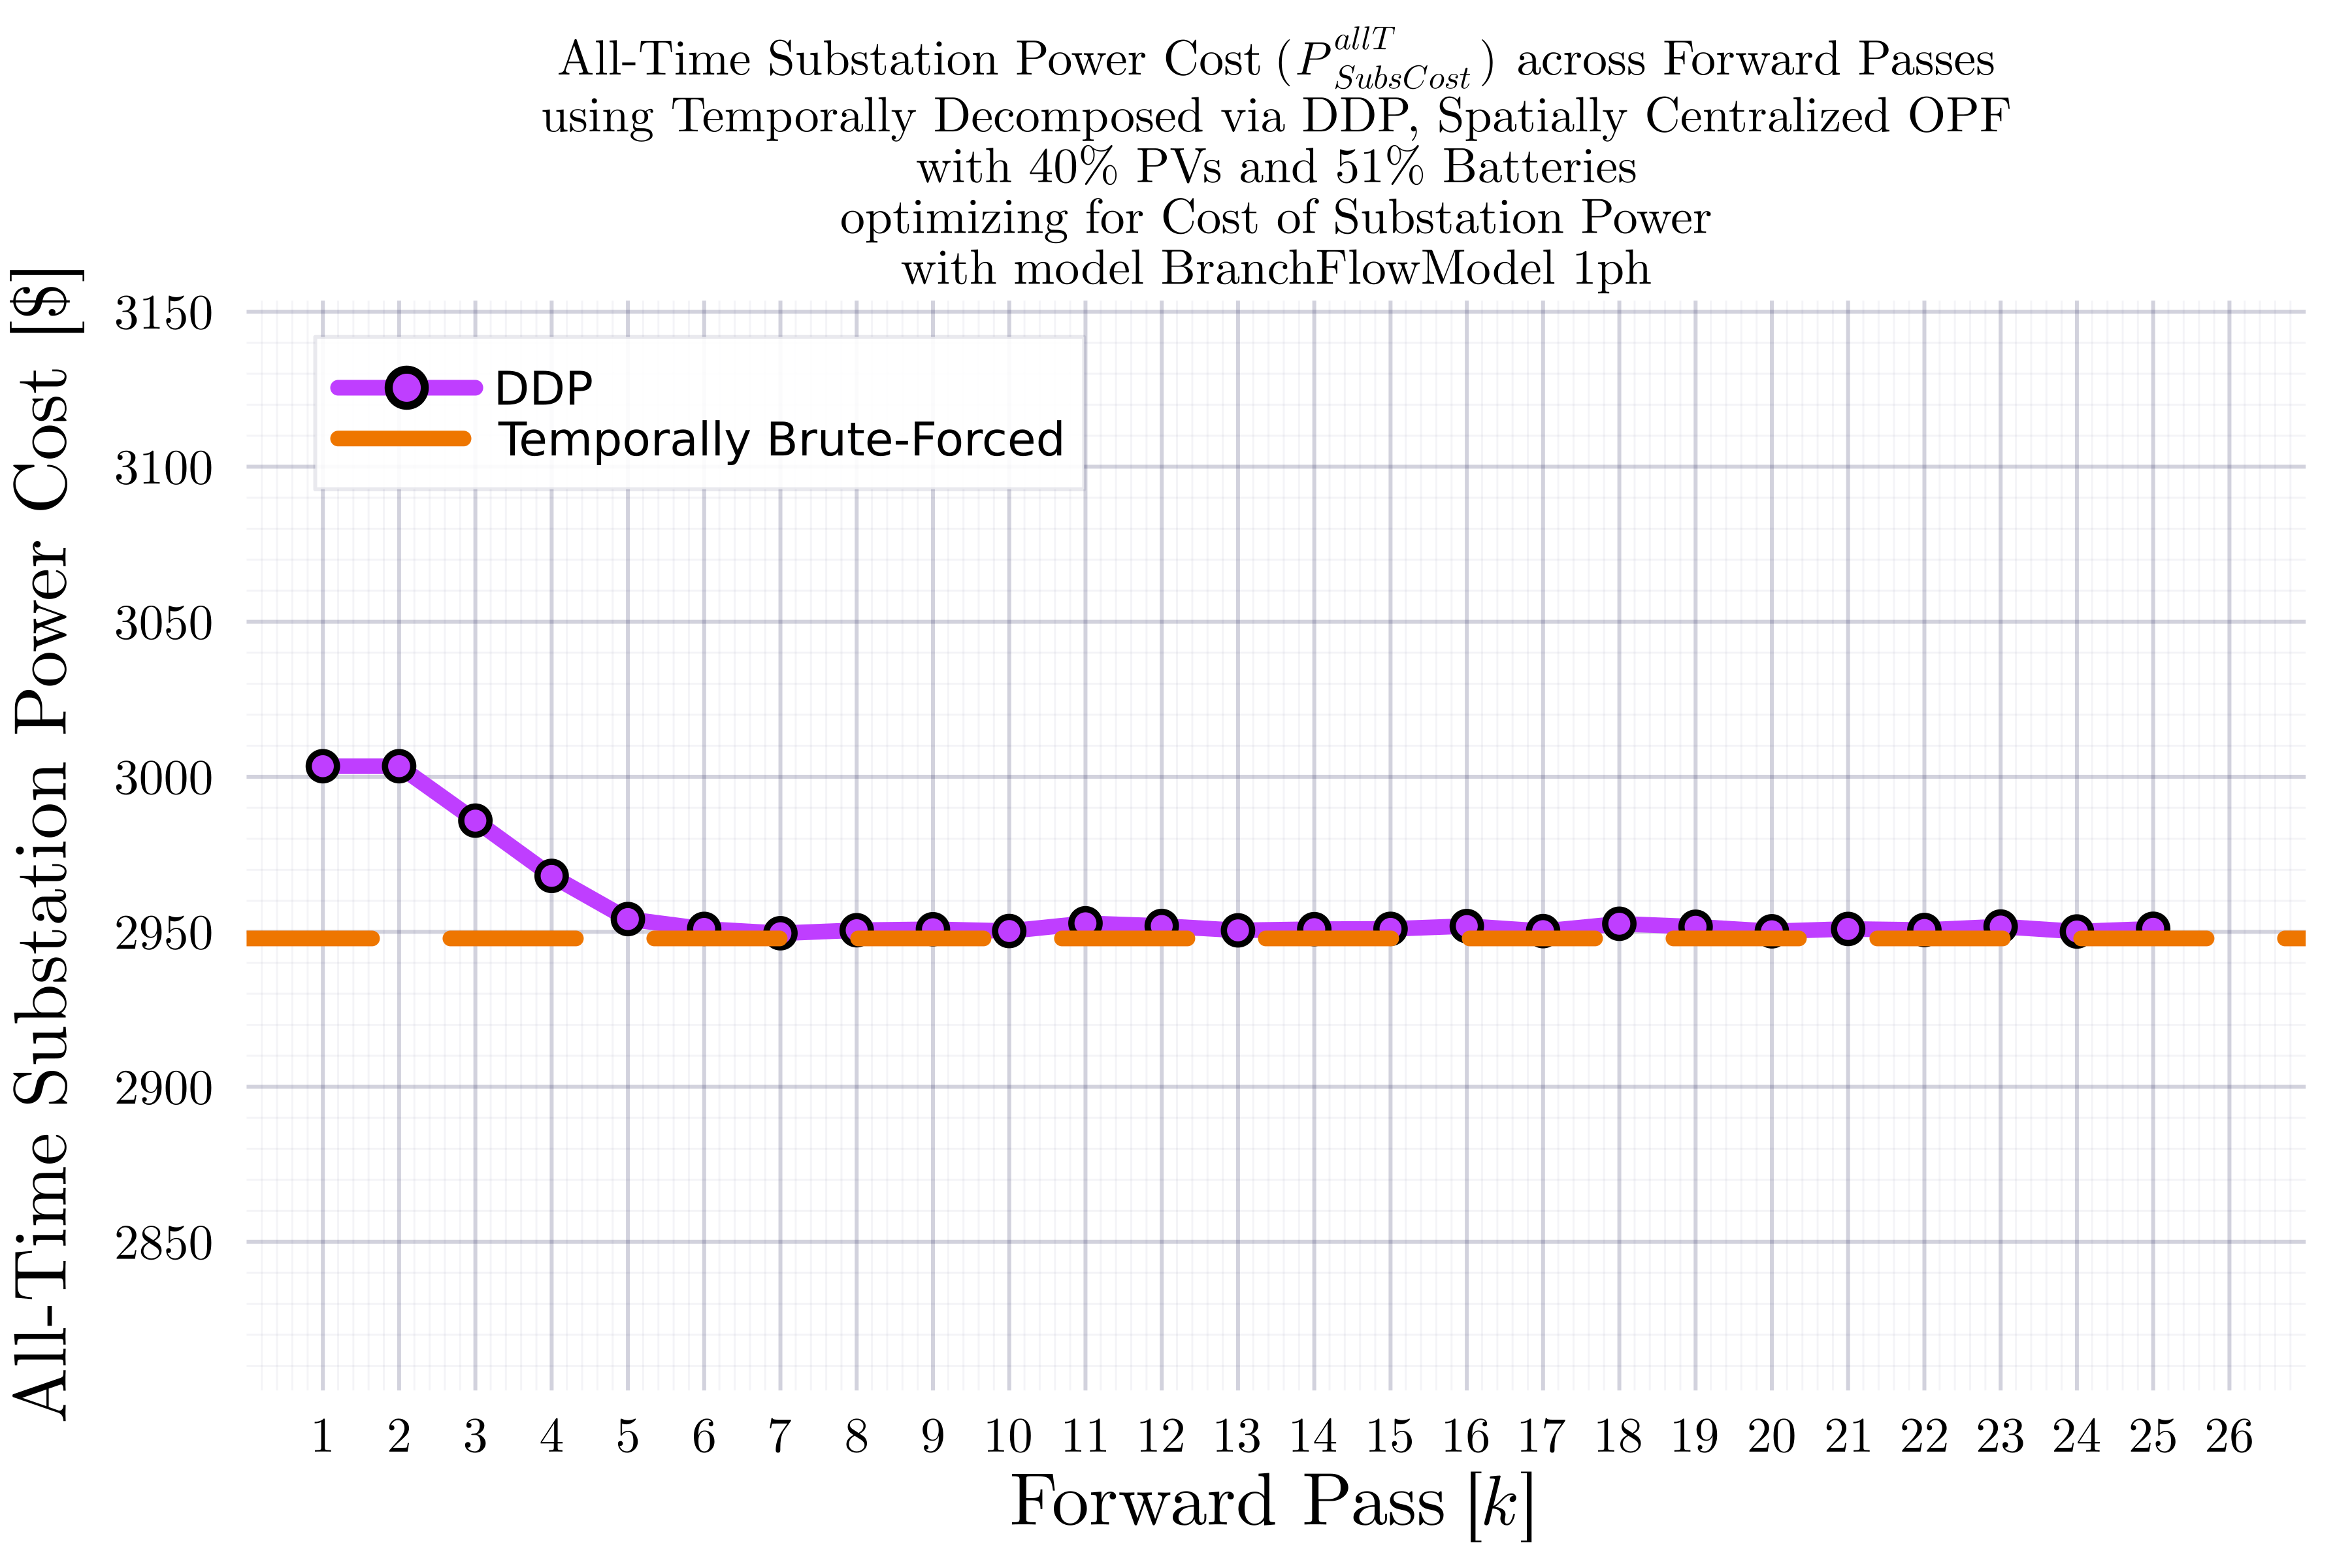 All-Time Substation Power Cost (P^{allT}_{SubsCost}) across Forward Passes
using Temporally Decomposed via DDP, Spatially Centralized OPF
with 40% PVs and 51% Batteries
optimizing for Cost of Substation Power
with model BranchFlowModel 1ph
All-Time Substation Power Cost [$]
3150
3100
3050
3000
2950
2900
2850
DDP
Temporally Brute-Forced
1 2 3 4 5 6 7 8 9 10 11 12 13 14 15 16 17 18 19 20 21 22 23 24 25 26
Forward Pass [k]